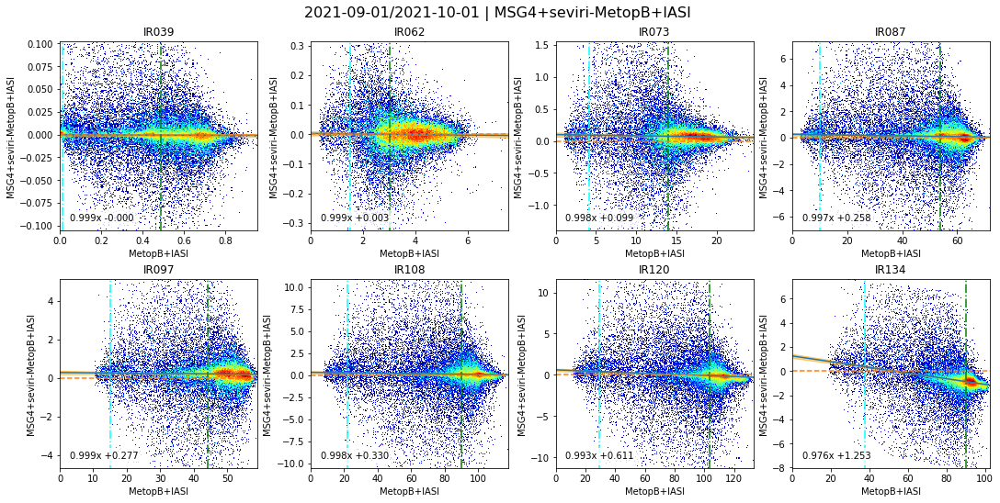 2021-09-01/2021-10-01 | MSG4+seviri-MetopB+IASI
IR039
IR062
IR073
IR087
MSG4+seviri-MetopB+IASI
0.100
0.075
0.050
0.025
0.000
−0.025
−0.050
−0.075
−0.100
0.999x -0.000
0.0 0.2 0.4 0.6 0.8
MetopB+IASI
MSG4+seviri-MetopB+IASI
0.3
0.2
0.1
0.0
−0.1
−0.2
−0.3
0.999x +0.003
0 2 4 6
MetopB+IASI
MSG4+seviri-MetopB+IASI
1.5
1.0
0.5
0.0
−0.5
−1.0
0.998x +0.099
0 5 10 15 20
MetopB+IASI
MSG4+seviri-MetopB+IASI
6
4
2
0
−2
−4
−6
0.997x +0.258
0 20 40 60
MetopB+IASI
IR097
IR108
IR120
IR134
MSG4+seviri-MetopB+IASI
4
2
0
−2
−4
0.999x +0.277
0 10 20 30 40 50
MetopB+IASI
MSG4+seviri-MetopB+IASI
10.0
7.5
5.0
2.5
0.0
−2.5
−5.0
−7.5
−10.0
0.998x +0.330
0 20 40 60 80 100
MetopB+IASI
MSG4+seviri-MetopB+IASI
10
5
0
−5
−10
0.993x +0.611
0 20 40 60 80 100 120
MetopB+IASI
MSG4+seviri-MetopB+IASI
6
4
2
0
−2
−4
−6
−8
0.976x +1.253
0 20 40 60 80 100
MetopB+IASI